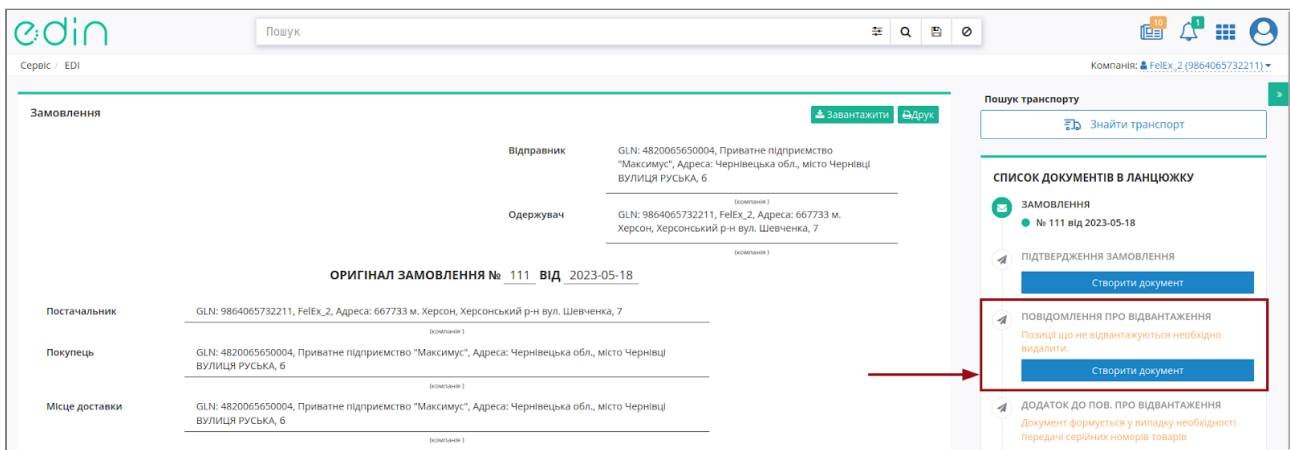 edin
Пошук
10
1
Сервіс / EDI
Компанія: FelEx_2 (9864065732211)
Замовлення
Завантажити
Друк
Відправник
GLN: 4820065650004, Приватне підприємство
"Максимус", Адреса: Чернівецька обл., місто Чернівці
ВУЛИЦЯ РУСЬКА, 6
(компанія )
Одержувач
GLN: 9864065732211, FelEx_2, Адреса: 667733 м.
Херсон, Херсонський р-н вул. Шевченка, 7
(компанія )
ОРИГІНАЛ ЗАМОВЛЕННЯ № 111 ВІД 2023-05-18
Постачальник
GLN: 9864065732211, FelEx_2, Адреса: 667733 м. Херсон, Херсонський р-н вул. Шевченка, 7
(компанія )
Покупець
GLN: 4820065650004, Приватне підприємство "Максимус", Адреса: Чернівецька обл., місто Чернівці
ВУЛИЦЯ РУСЬКА, 6
(компанія )
Місце доставки
GLN: 4820065650004, Приватне підприємство "Максимус", Адреса: Чернівецька обл., місто Чернівці
ВУЛИЦЯ РУСЬКА, 6
(компанія )
Пошук транспорту
»
Знайти транспорт
СПИСОК ДОКУМЕНТІВ В ЛАНЦЮЖКУ
ЗАМОВЛЕННЯ
№ 111 від 2023-05-18
ПІДТВЕРДЖЕННЯ ЗАМОВЛЕННЯ
Створити документ
ПОВІДОМЛЕННЯ ПРО ВІДВАНТАЖЕННЯ
Позиції що не відвантажуються необхідно
видалити.
Створити документ
ДОДАТОК ДО ПОВ. ПРО ВІДВАНТАЖЕННЯ
Документ формується у випадку необхідності
передачі серійних номерів товарів